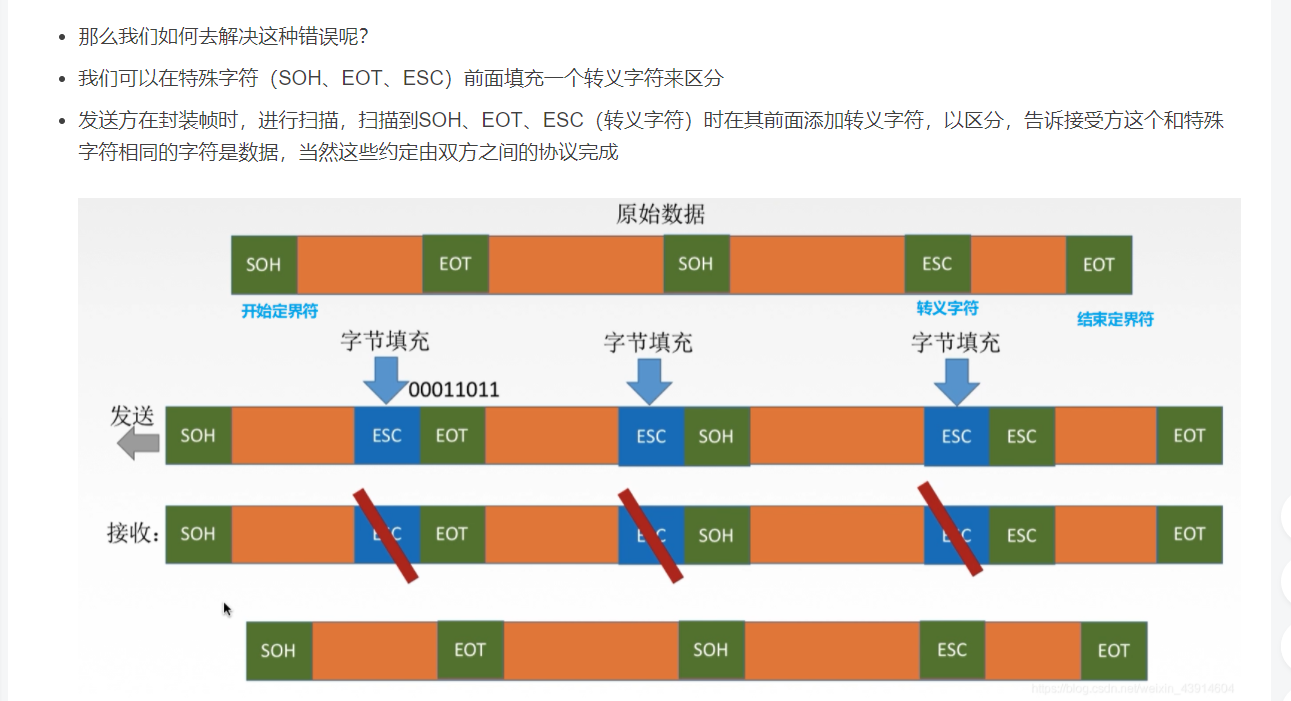 那么我们如何去解决这种错误呢？
我们可以在特殊字符（SOH、EOT、ESC）前面填充一个转义字符来区分
发送方在封装帧时，进行扫描，扫描到SOH、EOT、ESC（转义字符）时在其前面添加转义字符，以区分，告诉接受方这个和特殊
字符相同的字符是数据，当然这些约定由双方之间的协议完成
原始数据
SOH EOT SOH ESC EOT
开始定界符 转义字符 结束定界符
字节填充 字节填充 字节填充
00011011
发送
SOH ESC EOT ESC SOH ESC ESC EOT
接收：
SOH ESC EOT ESC SOH ESC ESC EOT
SOH EOT SOH ESC EOT
https://blog.csdn.net/weixin_43914604